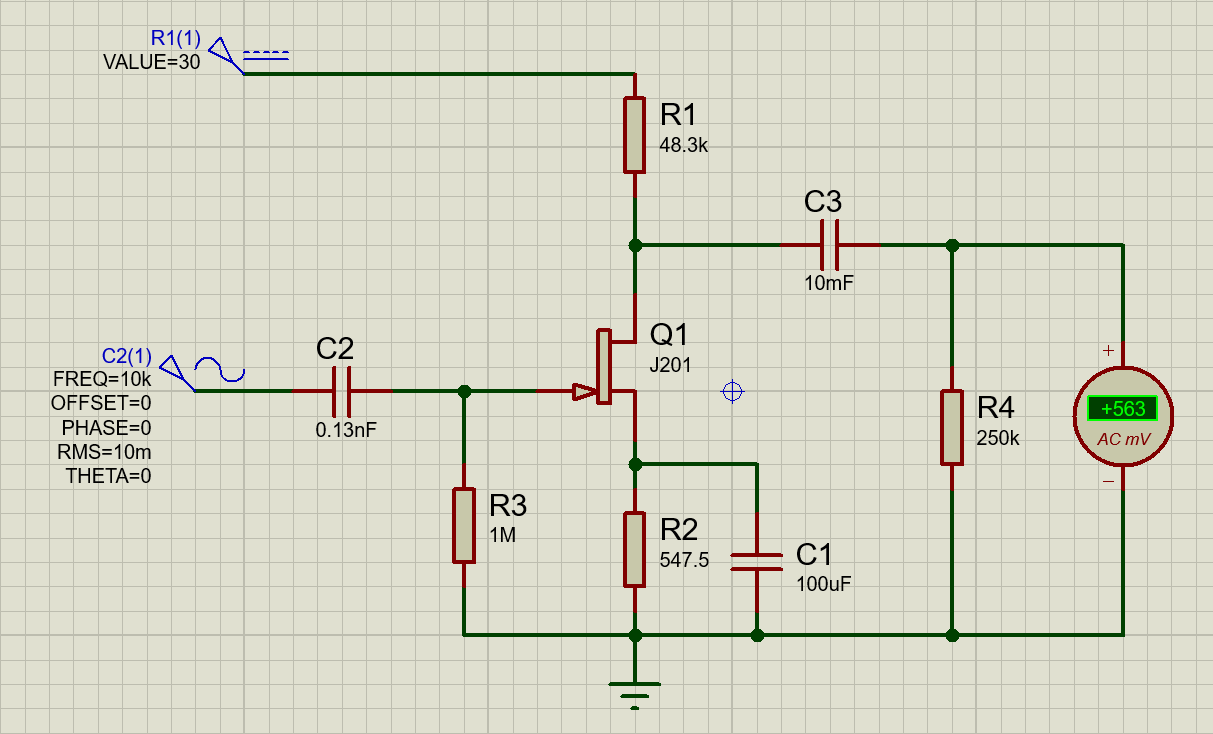 R1(1)
VALUE=30
R1
48.3k
C3
10mF
Q1
J201
C2(1)
FREQ=10k
OFFSET=0
PHASE=0
RMS=10m
THETA=0
C2
0.13nF
+
+563
AC mV
−
R4
250k
R3
1M
R2
547.5
C1
100uF